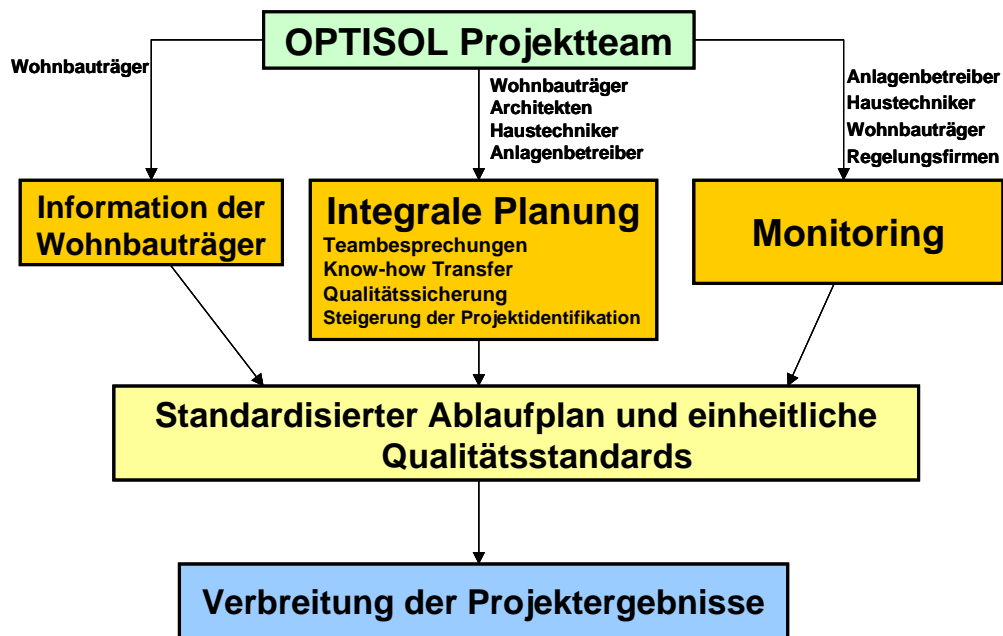 OPTISOL Projektteam
Wohnbauträger
Wohnbauträger
Architekten
Haustechniker
Anlagenbetreiber
Anlagenbetreiber
Haustechniker
Wohnbauträger
Regelungsfirmen
Information der
Wohnbauträger
Integrale Planung
Teambesprechungen
Know-how Transfer
Qualitätssicherung
Steigerung der Projektidentifikation
Monitoring
Standardisierter Ablaufplan und einheitliche
Qualitätsstandards
Verbreitung der Projektergebnisse